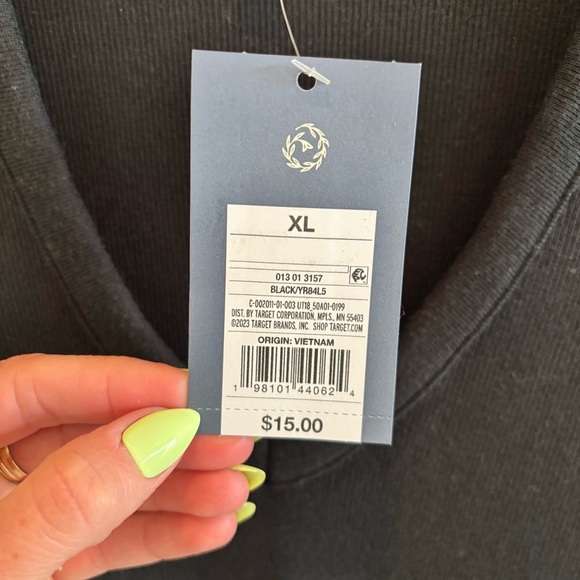 XL
013 01 3157
BLACK/YR84L5
C-002011-01-003 UT18_50A01-0199
DIST. BY TARGET CORPORATION, MPLS., MN 55403
©2023 TARGET BRANDS, INC. SHOP TARGET.COM
ORIGIN: VIETNAM
1 98101 44062 4
$15.00